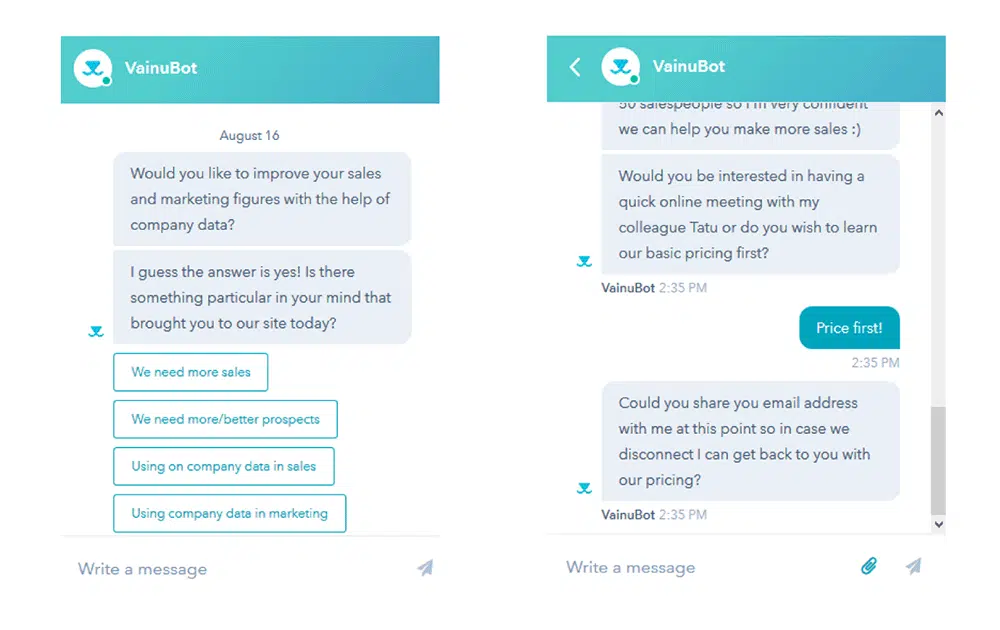 VainuBot
August 16
Would you like to improve your sales
and marketing figures with the help of
company data?
I guess the answer is yes! Is there
something particular in your mind that
brought you to our site today?
We need more sales
We need more/better prospects
Using on company data in sales
Using company data in marketing
Write a message
VainuBot
50 salespeople so I'm very confident
we can help you make more sales :)
Would you be interested in having a
quick online meeting with my
colleague Tatu or do you wish to learn
our basic pricing first?
VainuBot 2:35 PM
Price first!
2:35 PM
Could you share you email address
with me at this point so in case we
disconnect I can get back to you with
our pricing?
VainuBot 2:35 PM
Write a message